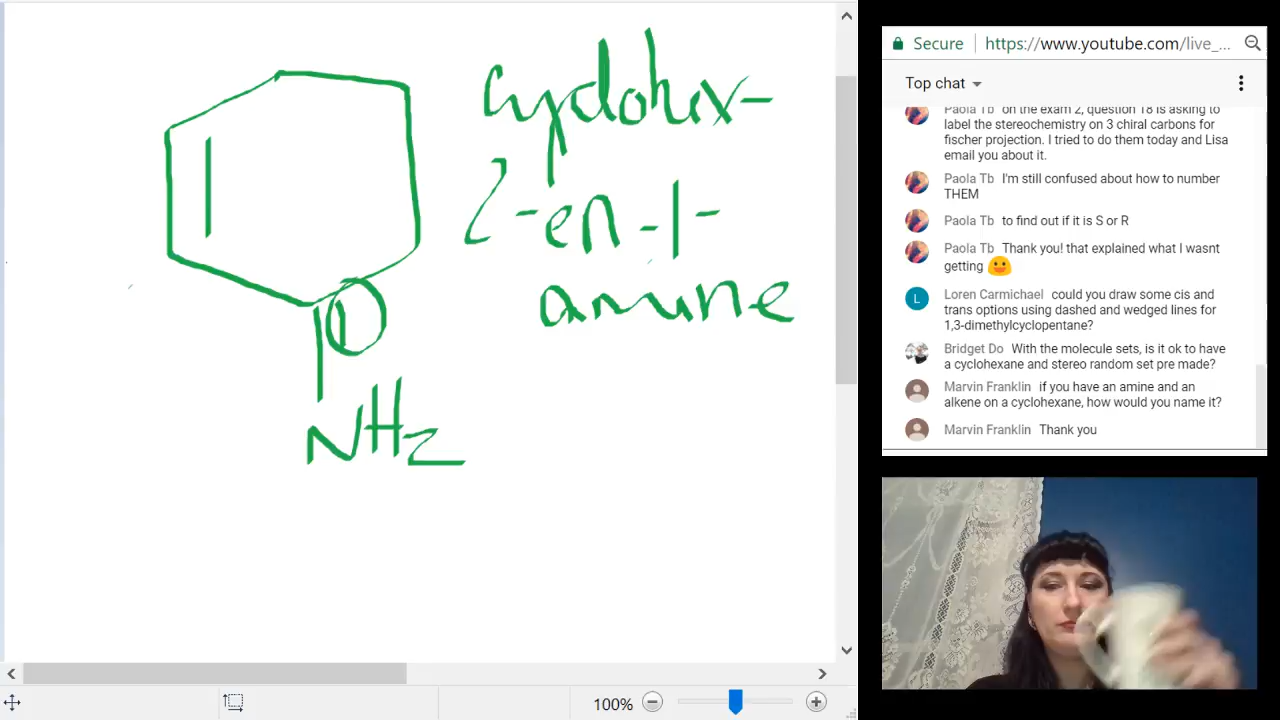 cyclohex-
2-en-1-
amine
1
NH2
100%
Secure https://www.youtube.com/live_...
Top chat
Paola Tb on the exam 2, question 18 is asking to
label the stereochemistry on 3 chiral carbons for
fischer projection. I tried to do them today and Lisa
email you about it.
Paola Tb I'm still confused about how to number
THEM
Paola Tb to find out if it is S or R
Paola Tb Thank you! that explained what I wasnt
getting
L
Loren Carmichael could you draw some cis and
trans options using dashed and wedged lines for
1,3-dimethylcyclopentane?
Bridget Do With the molecule sets, is it ok to have
a cyclohexane and stereo random set pre made?
Marvin Franklin if you have an amine and an
alkene on a cyclohexane, how would you name it?
Marvin Franklin Thank you